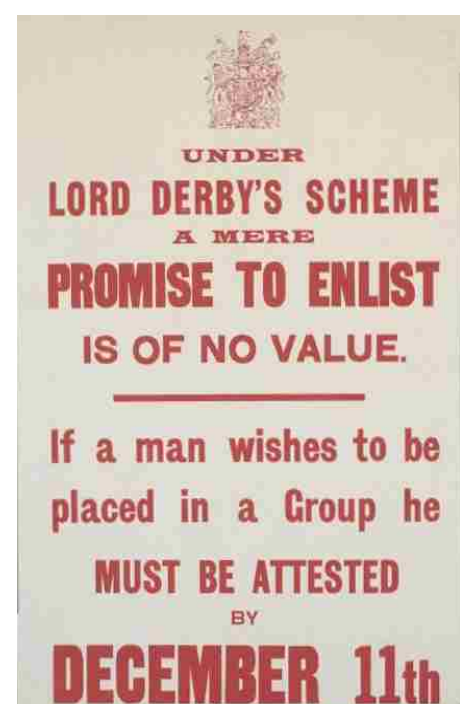 UNDER
LORD DERBY'S SCHEME
A MERE
PROMISE TO ENLIST
IS OF NO VALUE.
If a man wishes to be
placed in a Group he
MUST BE ATTESTED
BY
DECEMBER 11th